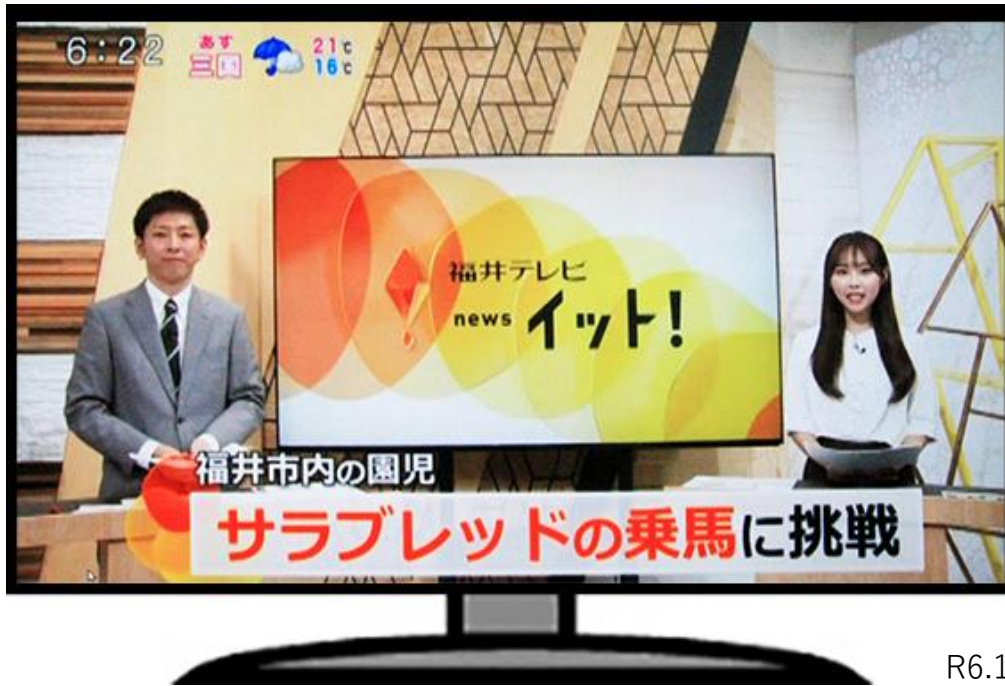 6:22
あす
三国
21℃
16℃
福井テレビ
news イット!
福井市内の園児
サラブレッドの乗馬に挑戦
R6.1